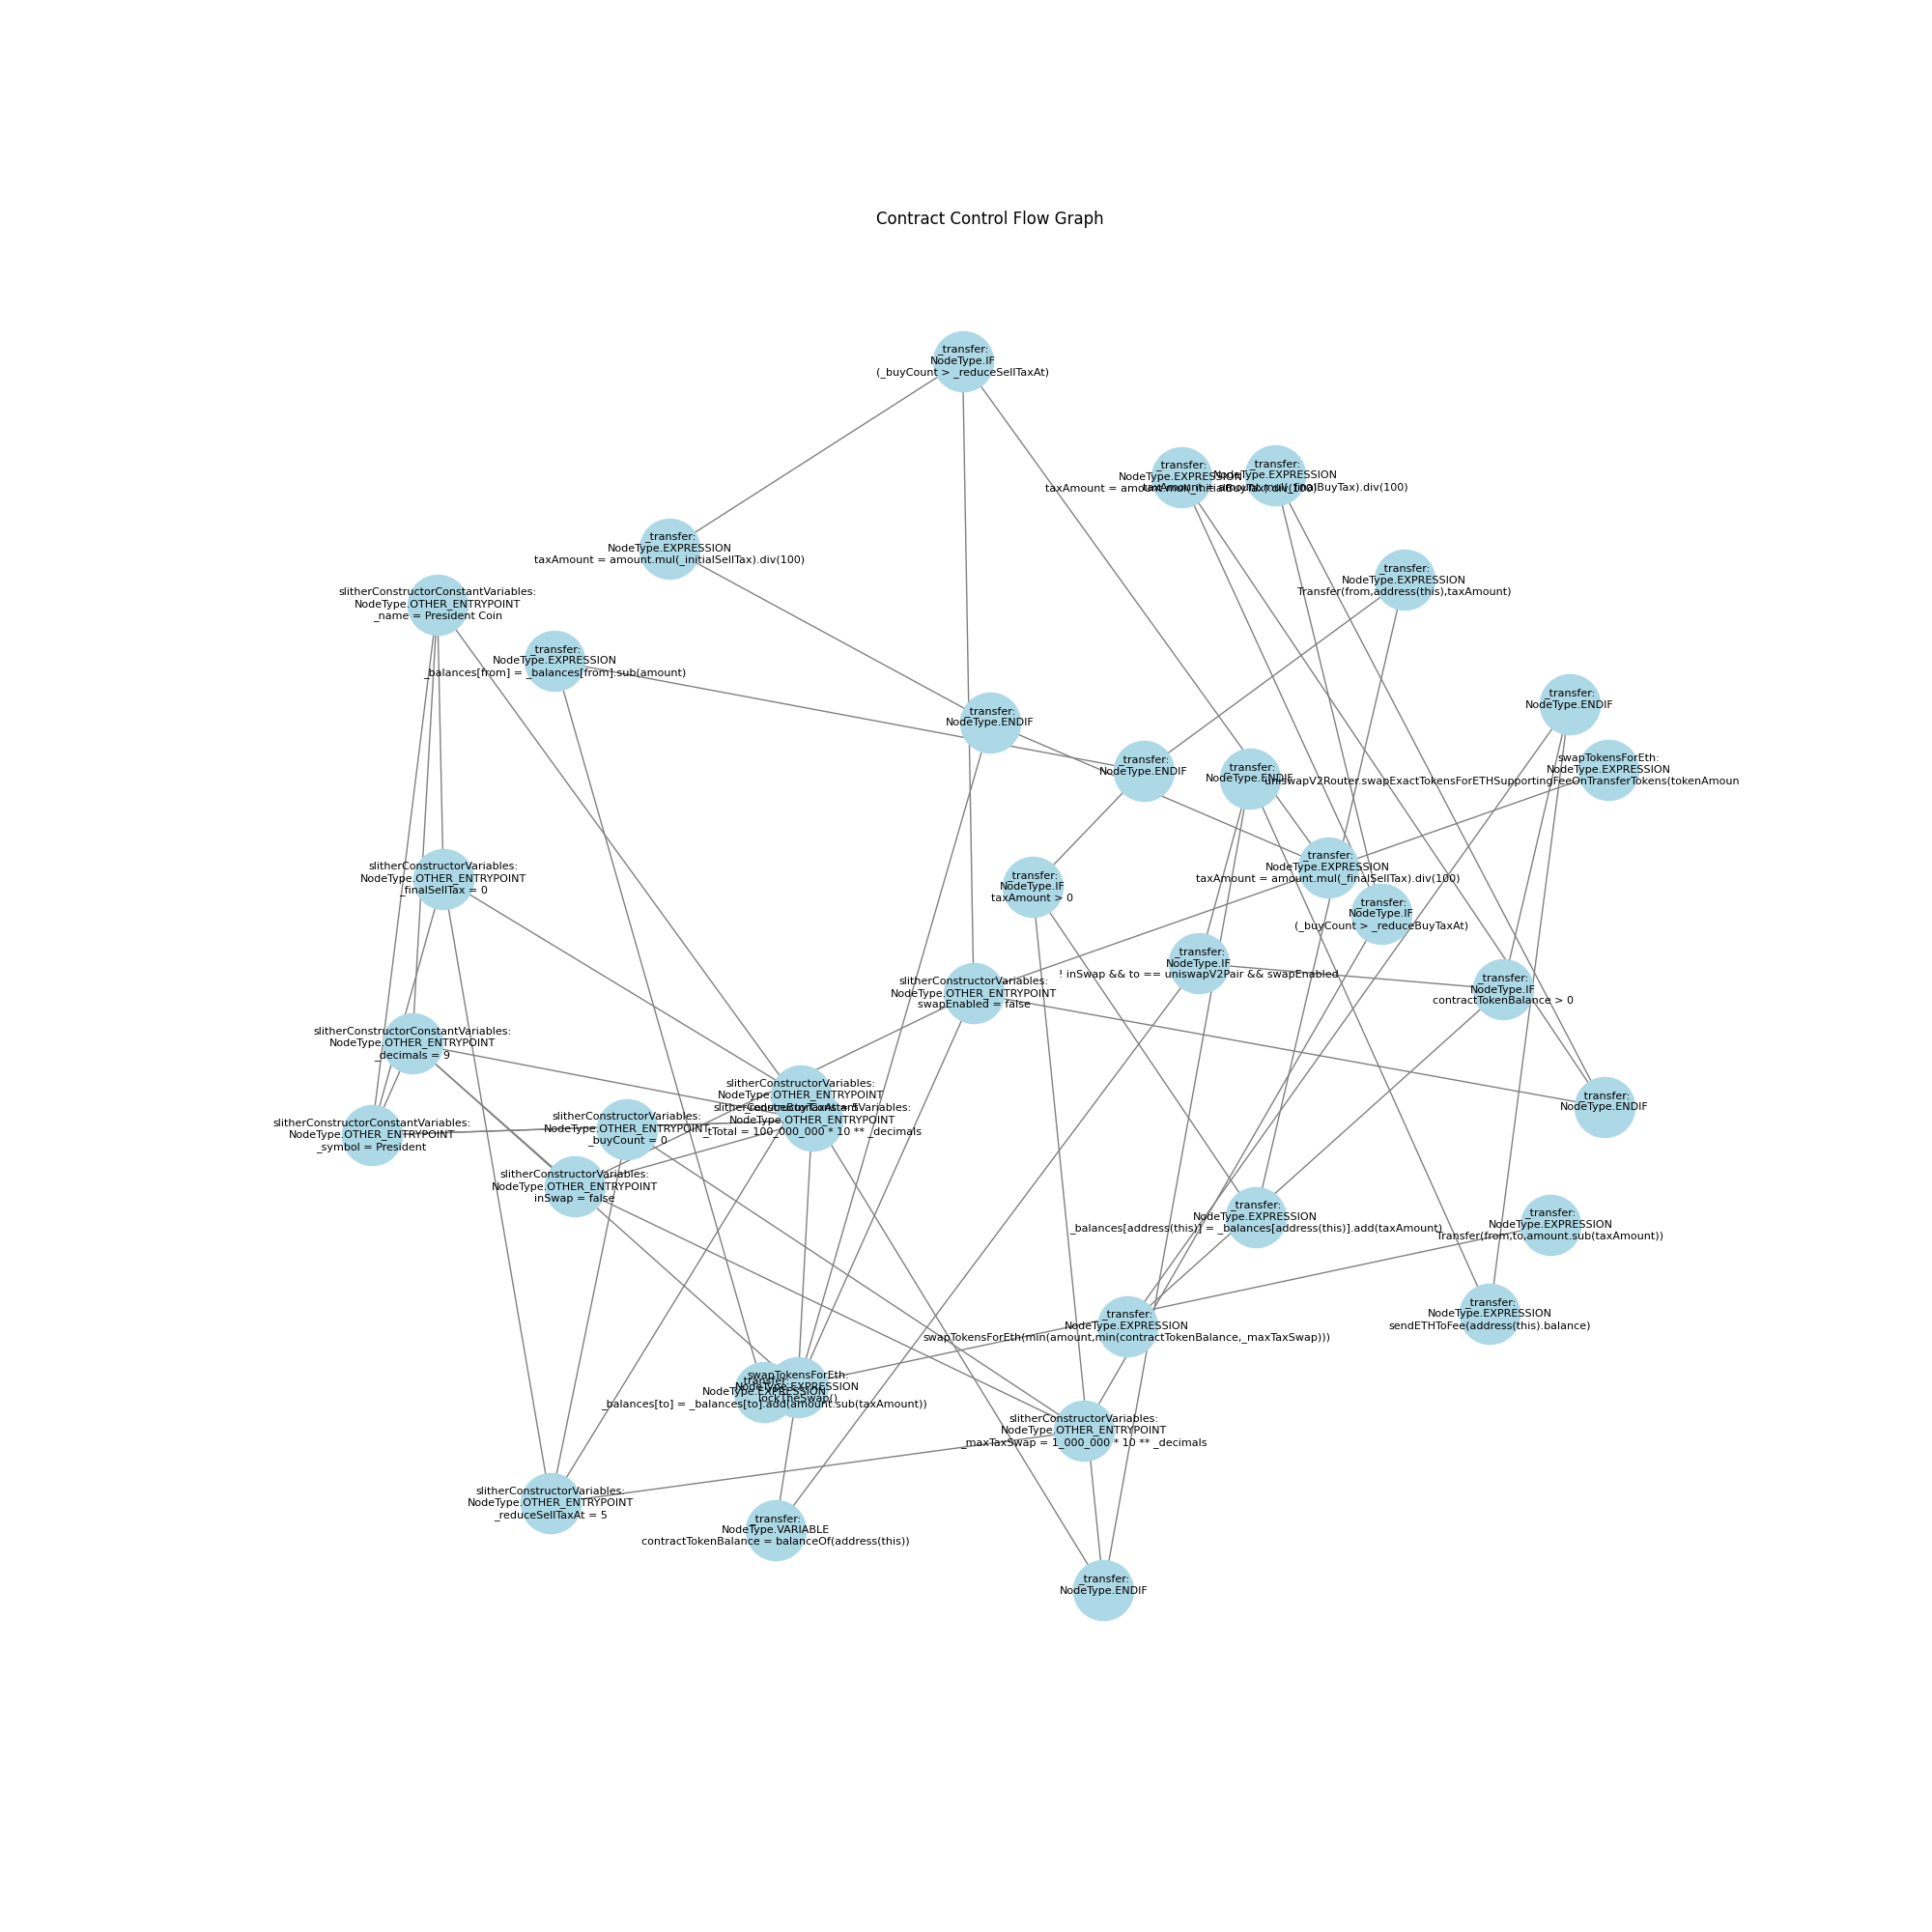 Contract Control Flow Graph
_transfer:
NodeType.IF
(_buyCount > _reduceSellTaxAt)
_transfer:
NodeType.EXPRESSION
taxAmount = amount.mul(_initialBuyTax).div(100)
_transfer:
NodeType.EXPRESSION
taxAmount = amount.mul(_finalBuyTax).div(100)
_transfer:
NodeType.EXPRESSION
taxAmount = amount.mul(_initialSellTax).div(100)
_transfer:
NodeType.EXPRESSION
Transfer(from,address(this),taxAmount)
slitherConstructorConstantVariables:
NodeType.OTHER_ENTRYPOINT
_name = President Coin
_transfer:
NodeType.EXPRESSION
_balances[from] = _balances[from].sub(amount)
_transfer:
NodeType.ENDIF
_transfer:
NodeType.ENDIF
_transfer:
NodeType.ENDIF
_transfer:
NodeType.ENDIF
swapTokensForEth:
NodeType.EXPRESSION
uniswapV2Router.swapExactTokensForETHSupportingFeeOnTransferTokens(tokenAmoun
slitherConstructorVariables:
NodeType.OTHER_ENTRYPOINT
_finalSellTax = 0
_transfer:
NodeType.IF
taxAmount > 0
_transfer:
NodeType.EXPRESSION
taxAmount = amount.mul(_finalSellTax).div(100)
_transfer:
NodeType.IF
(_buyCount > _reduceBuyTaxAt)
_transfer:
NodeType.IF
! inSwap && to == uniswapV2Pair && swapEnabled
slitherConstructorVariables:
NodeType.OTHER_ENTRYPOINT
swapEnabled = false
_transfer:
NodeType.IF
contractTokenBalance > 0
slitherConstructorConstantVariables:
NodeType.OTHER_ENTRYPOINT
_decimals = 9
slitherConstructorVariables:
NodeType.OTHER_ENTRYPOINT
_reduceBuyTaxAt = 5
slitherConstructorConstantVariables:
NodeType.OTHER_ENTRYPOINT
_tTotal = 100_000_000 * 10 ** _decimals
_transfer:
NodeType.ENDIF
slitherConstructorConstantVariables:
NodeType.OTHER_ENTRYPOINT
_symbol = President
slitherConstructorVariables:
NodeType.OTHER_ENTRYPOINT
_buyCount = 0
slitherConstructorVariables:
NodeType.OTHER_ENTRYPOINT
inSwap = false
_transfer:
NodeType.EXPRESSION
_balances[address(this)] = _balances[address(this)].add(taxAmount)
_transfer:
NodeType.EXPRESSION
Transfer(from,to,amount.sub(taxAmount))
_transfer:
NodeType.EXPRESSION
sendETHToFee(address(this).balance)
_transfer:
NodeType.EXPRESSION
swapTokensForEth(min(amount,min(contractTokenBalance,_maxTaxSwap)))
swapTokensForEth:
NodeType.EXPRESSION
lockTheSwap()
_transfer:
NodeType.EXPRESSION
_balances[to] = _balances[to].add(amount.sub(taxAmount))
slitherConstructorVariables:
NodeType.OTHER_ENTRYPOINT
_maxTaxSwap = 1_000_000 * 10 ** _decimals
slitherConstructorVariables:
NodeType.OTHER_ENTRYPOINT
_reduceSellTaxAt = 5
_transfer:
NodeType.VARIABLE
contractTokenBalance = balanceOf(address(this))
_transfer:
NodeType.ENDIF